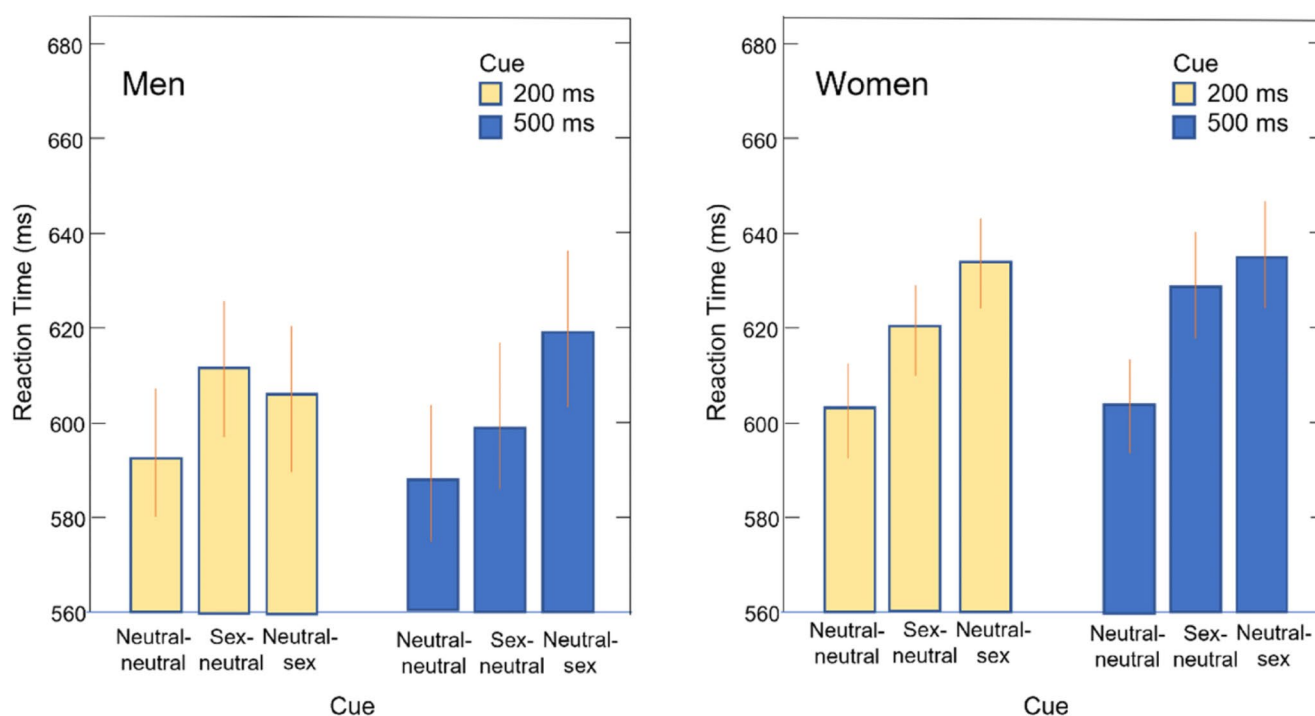 Men
Cue
200 ms
500 ms
Reaction Time (ms)
680
660
640
620
600
580
560
Neutral-
neutral
Sex-
neutral
Neutral-
sex
Neutral-
neutral
Sex-
neutral
Neutral-
sex
Cue
Women
Cue
200 ms
500 ms
Reaction Time (ms)
680
660
640
620
600
580
560
Neutral-
neutral
Sex-
neutral
Neutral-
sex
Neutral-
neutral
Sex-
neutral
Neutral-
sex
Cue